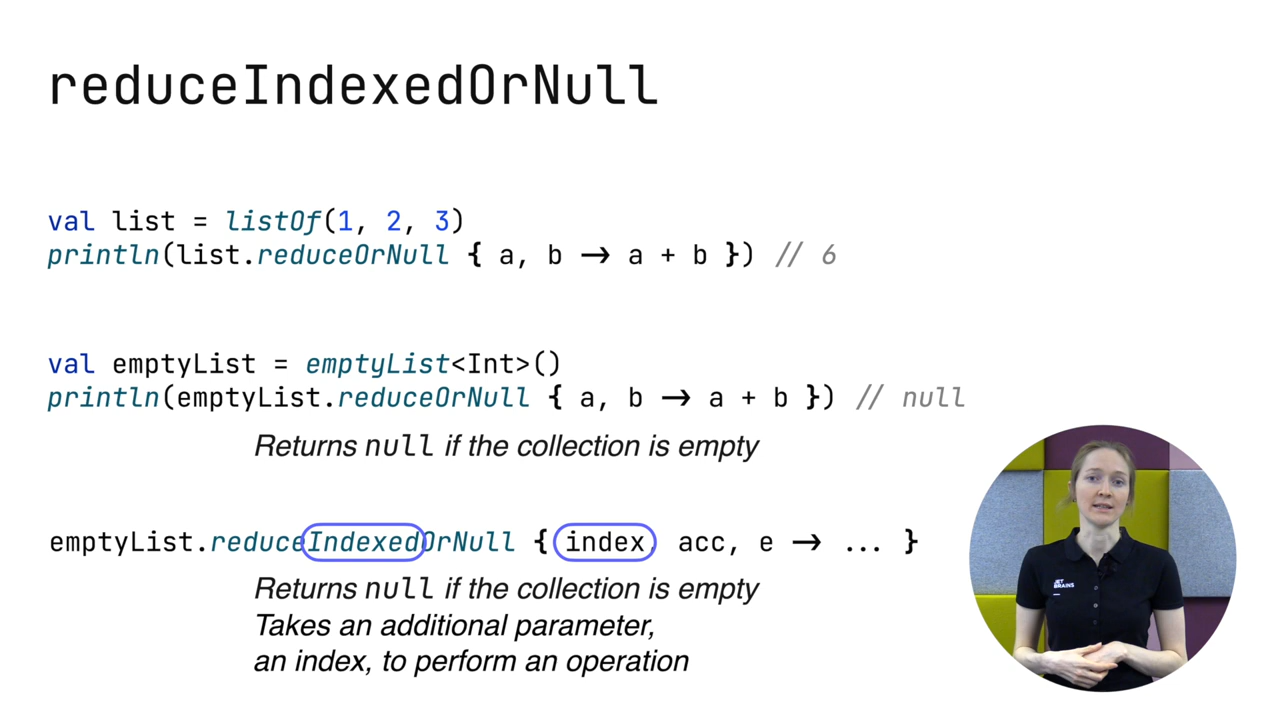 reduceIndexedOrNull
val list = listOf(1, 2, 3)
println(list.reduceOrNull { a, b → a + b }) // 6
val emptyList = emptyList<Int>()
println(emptyList.reduceOrNull { a, b → a + b }) // null
Returns null if the collection is empty
emptyList.reduceIndexedOrNull { index, acc, e → ... }
Returns null if the collection is empty
Takes an additional parameter,
an index, to perform an operation
JET
BRAINS